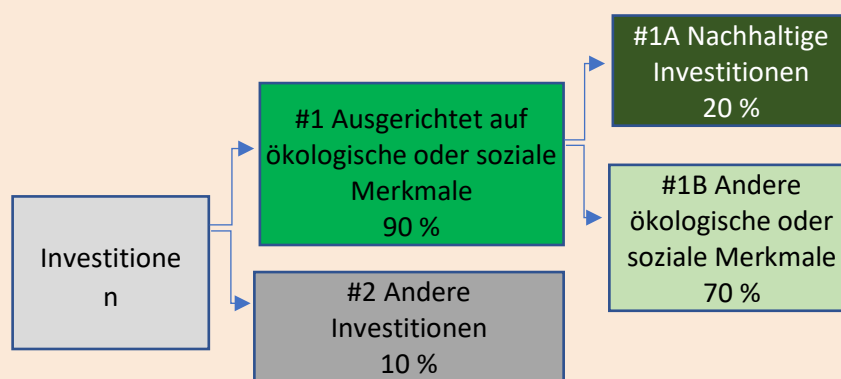 Investitione
n
#1 Ausgerichtet auf
ökologische oder soziale
Merkmale
90 %
#2 Andere
Investitionen
10 %
#1A Nachhaltige
Investitionen
20 %
#1B Andere
ökologische oder
soziale Merkmale
70 %